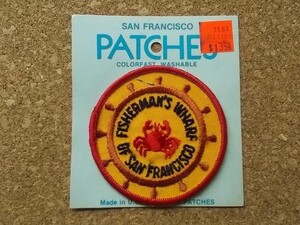 SAN FRANCISCO
PATCHES
COLORFAST WASHABLE
FISHERMAN'S WHARF
OF SAN FRANCISCO
Made in U.
PATCHES